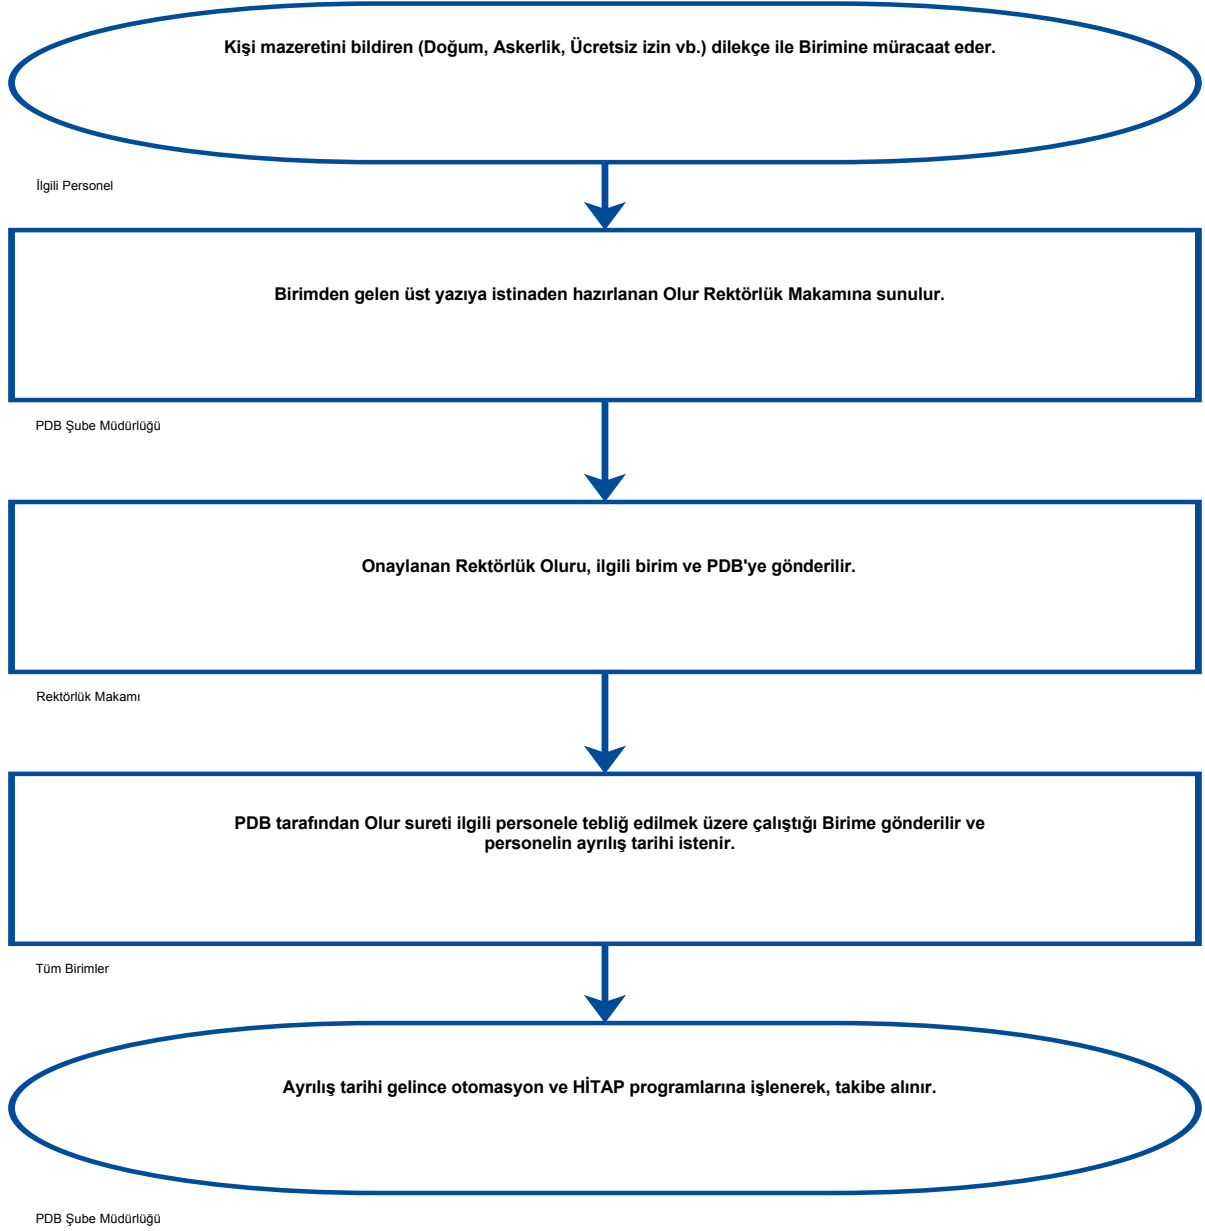 Kişi mazeretini bildiren (Doğum, Askerlik, Ücretsiz izin vb.) dilekçe ile Birimine müracaat eder.
İlgili Personel
Birimden gelen üst yazıya istinaden hazırlanan Olur Rektörlük Makamına sunulur.
PDB Şube Müdürlüğü
Onaylanan Rektörlük Oluru, ilgili birim ve PDB'ye gönderilir.
Rektörlük Makamı
PDB tarafından Olur sureti ilgili personele tebliğ edilmek üzere çalıştığı Birime gönderilir ve
personelin ayrılış tarihi istenir.
Tüm Birimler
Ayrılış tarihi gelince otomasyon ve HİTAP programlarına işlenerek, takibe alınır.
PDB Şube Müdürlüğü